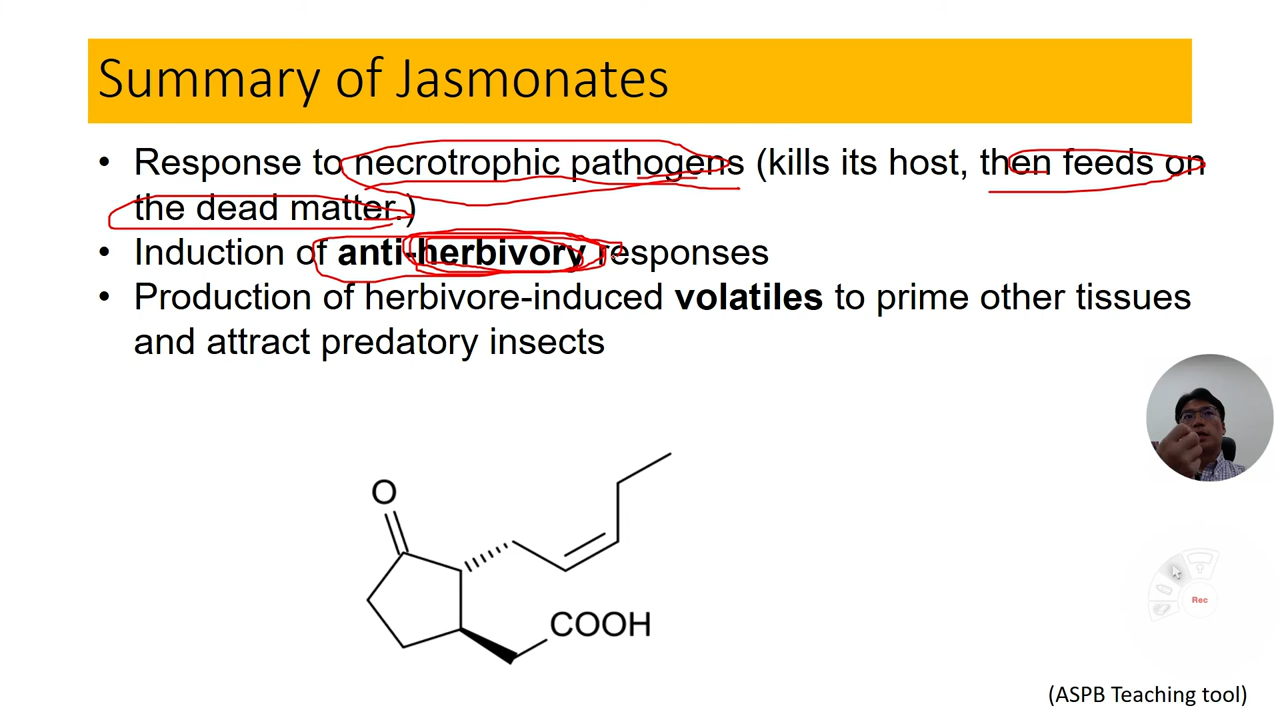 Summary of Jasmonates
• Response to necrotrophic pathogens (kills its host, then feeds on
the dead matter.)
• Induction of anti-herbivory responses
• Production of herbivore-induced volatiles to prime other tissues
and attract predatory insects
O
COOH
Rec
(ASPB Teaching tool)